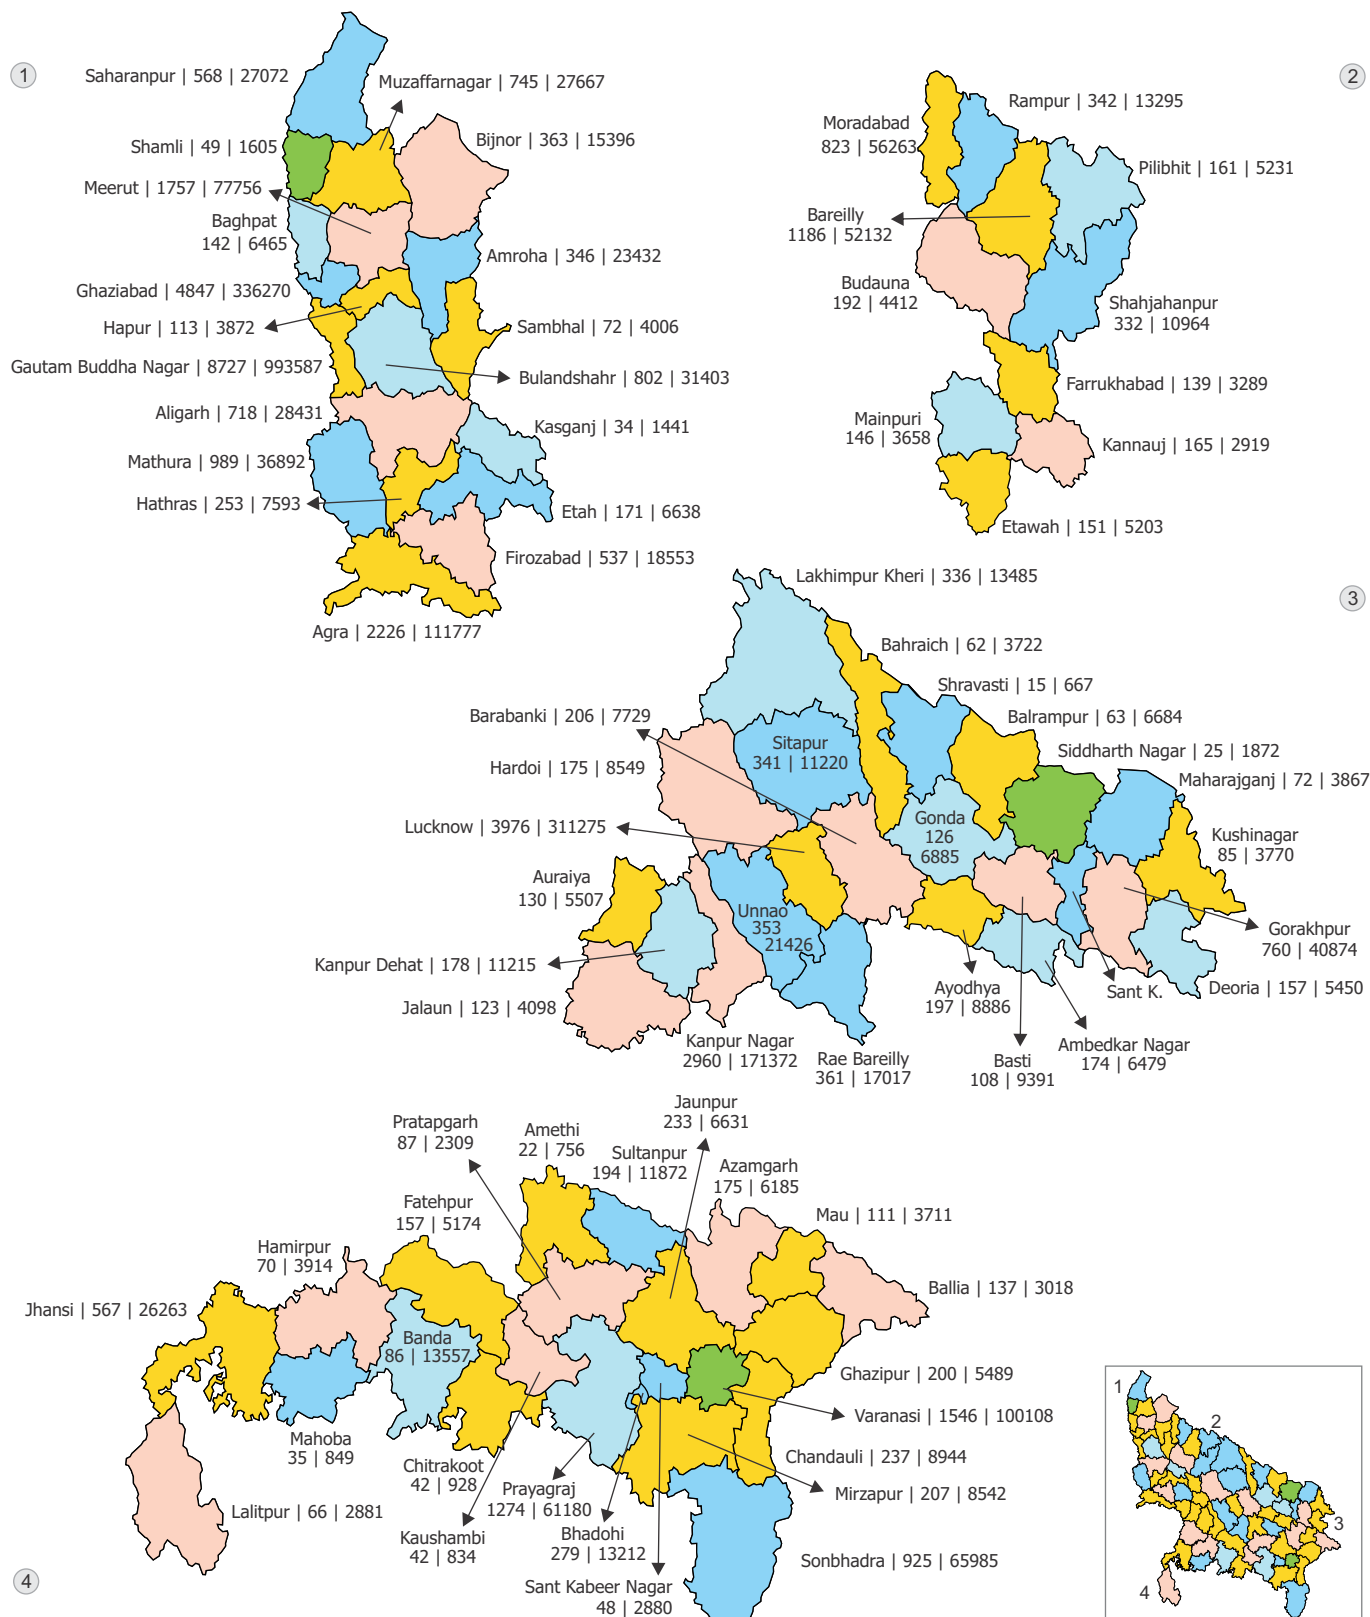 1
Saharanpur | 568 | 27072
Muzaffarnagar | 745 | 27667
Shamli | 49 | 1605
Bijnor | 363 | 15396
Meerut | 1757 | 77756
Baghpat
142 | 6465
Amroha | 346 | 23432
Ghaziabad | 4847 | 336270
Hapur | 113 | 3872
Sambhal | 72 | 4006
Gautam Buddha Nagar | 8727 | 993587
Bulandshahr | 802 | 31403
Aligarh | 718 | 28431
Kasganj | 34 | 1441
Mathura | 989 | 36892
Hathras | 253 | 7593
Etah | 171 | 6638
Firozabad | 537 | 18553
Agra | 2226 | 111777
2
Rampur | 342 | 13295
Moradabad
823 | 56263
Pilibhit | 161 | 5231
Bareilly
1186 | 52132
Budauna
192 | 4412
Shahjahanpur
332 | 10964
Farrukhabad | 139 | 3289
Mainpuri
146 | 3658
Kannauj | 165 | 2919
Etawah | 151 | 5203
3
Lakhimpur Kheri | 336 | 13485
Bahraich | 62 | 3722
Shravasti | 15 | 667
Barabanki | 206 | 7729
Balrampur | 63 | 6684
Sitapur
341 | 11220
Siddharth Nagar | 25 | 1872
Hardoi | 175 | 8549
Maharajganj | 72 | 3867
Lucknow | 3976 | 311275
Gonda
126
6885
Kushinagar
85 | 3770
Auraiya
130 | 5507
Unnao
353
21426
Gorakhpur
760 | 40874
Kanpur Dehat | 178 | 11215
Ayodhya
197 | 8886
Sant K.
Deoria | 157 | 5450
Jalaun | 123 | 4098
Kanpur Nagar
2960 | 171372
Rae Bareilly
361 | 17017
Basti
108 | 9391
Ambedkar Nagar
174 | 6479
Jaunpur
233 | 6631
Pratapgarh
87 | 2309
Amethi
22 | 756
Sultanpur
194 | 11872
Azamgarh
175 | 6185
Fatehpur
157 | 5174
Mau | 111 | 3711
Hamirpur
70 | 3914
Ballia | 137 | 3018
Jhansi | 567 | 26263
Banda
86 | 13557
Ghazipur | 200 | 5489
Varanasi | 1546 | 100108
Mahoba
35 | 849
Chandauli | 237 | 8944
Chitrakoot
42 | 928
Prayagraj
1274 | 61180
Mirzapur | 207 | 8542
Lalitpur | 66 | 2881
Kaushambi
42 | 834
Bhadohi
279 | 13212
Sonbhadra | 925 | 65985
Sant Kabeer Nagar
48 | 2880
4
1
2
3
4